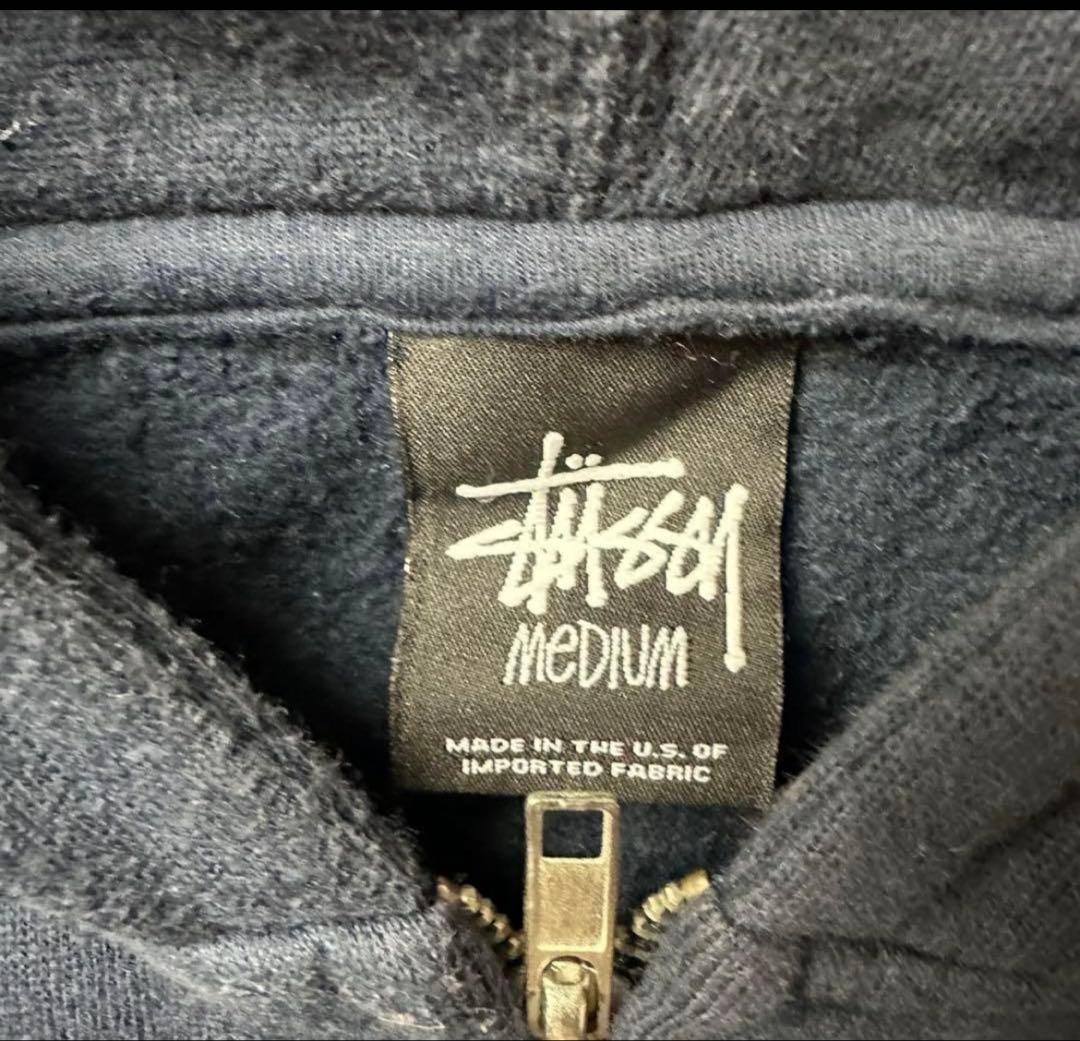 Stüssy
MEDIUM
MADE IN THE U.S. OF
IMPORTED FABRIC